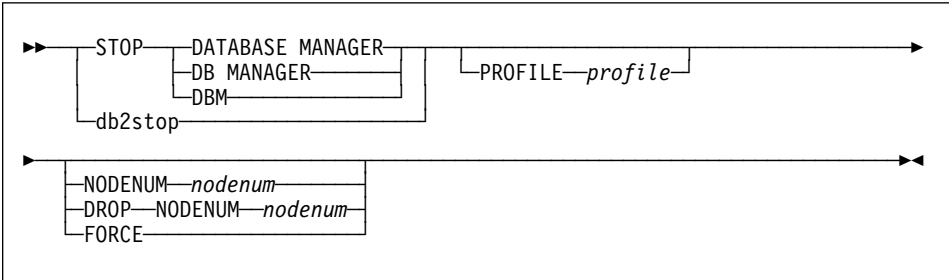 STOP DATABASE MANAGER
DB MANAGER PROFILE profile
DBM
db2stop
NODENUM nodenum
DROP NODENUM nodenum
FORCE